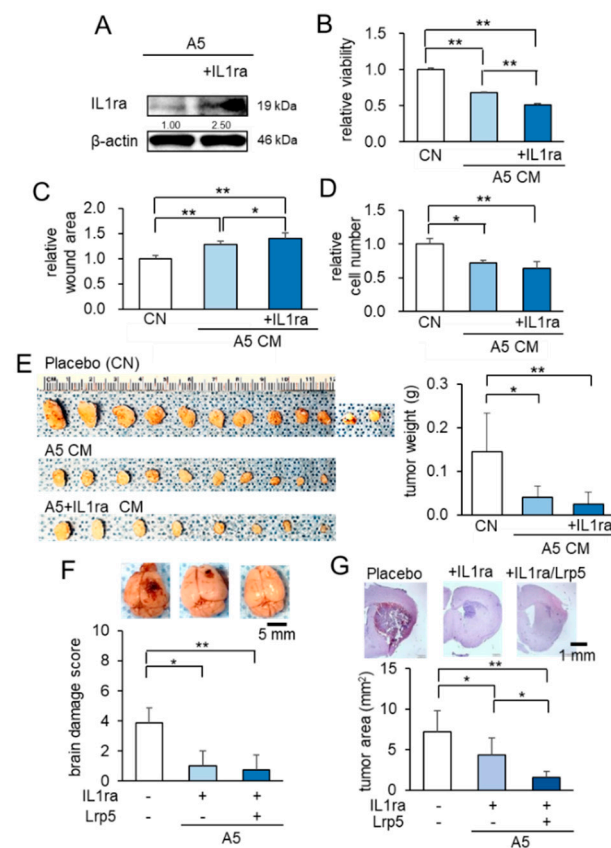 A
A5
+IL1ra
IL1ra
19 kDa
1.00 2.50
β-actin
46 kDa
B
relative viability
1.0
0.5
0.0
** ** **
CN
+IL1ra
A5 CM
C
relative
wound area
2.0
1.5
1.0
0.5
0.0
** ** *
CN
+IL1ra
A5 CM
D
relative
cell number
1.5
1.0
0.5
0.0
** *
CN
+IL1ra
A5 CM
E
Placebo (CN)
A5 CM
A5+IL1ra CM
tumor weight (g)
0.3
0.2
0.1
0.0
** *
CN
+IL1ra
A5 CM
F
5 mm
brain damage score
8
6
4
2
0
** *
IL1ra - + +
Lrp5 - - +
A5
G
Placebo +IL1ra +IL1ra/Lrp5
1 mm
tumor area (mm²)
15
10
5
0
** * *
IL1ra - + +
Lrp5 - - +
A5